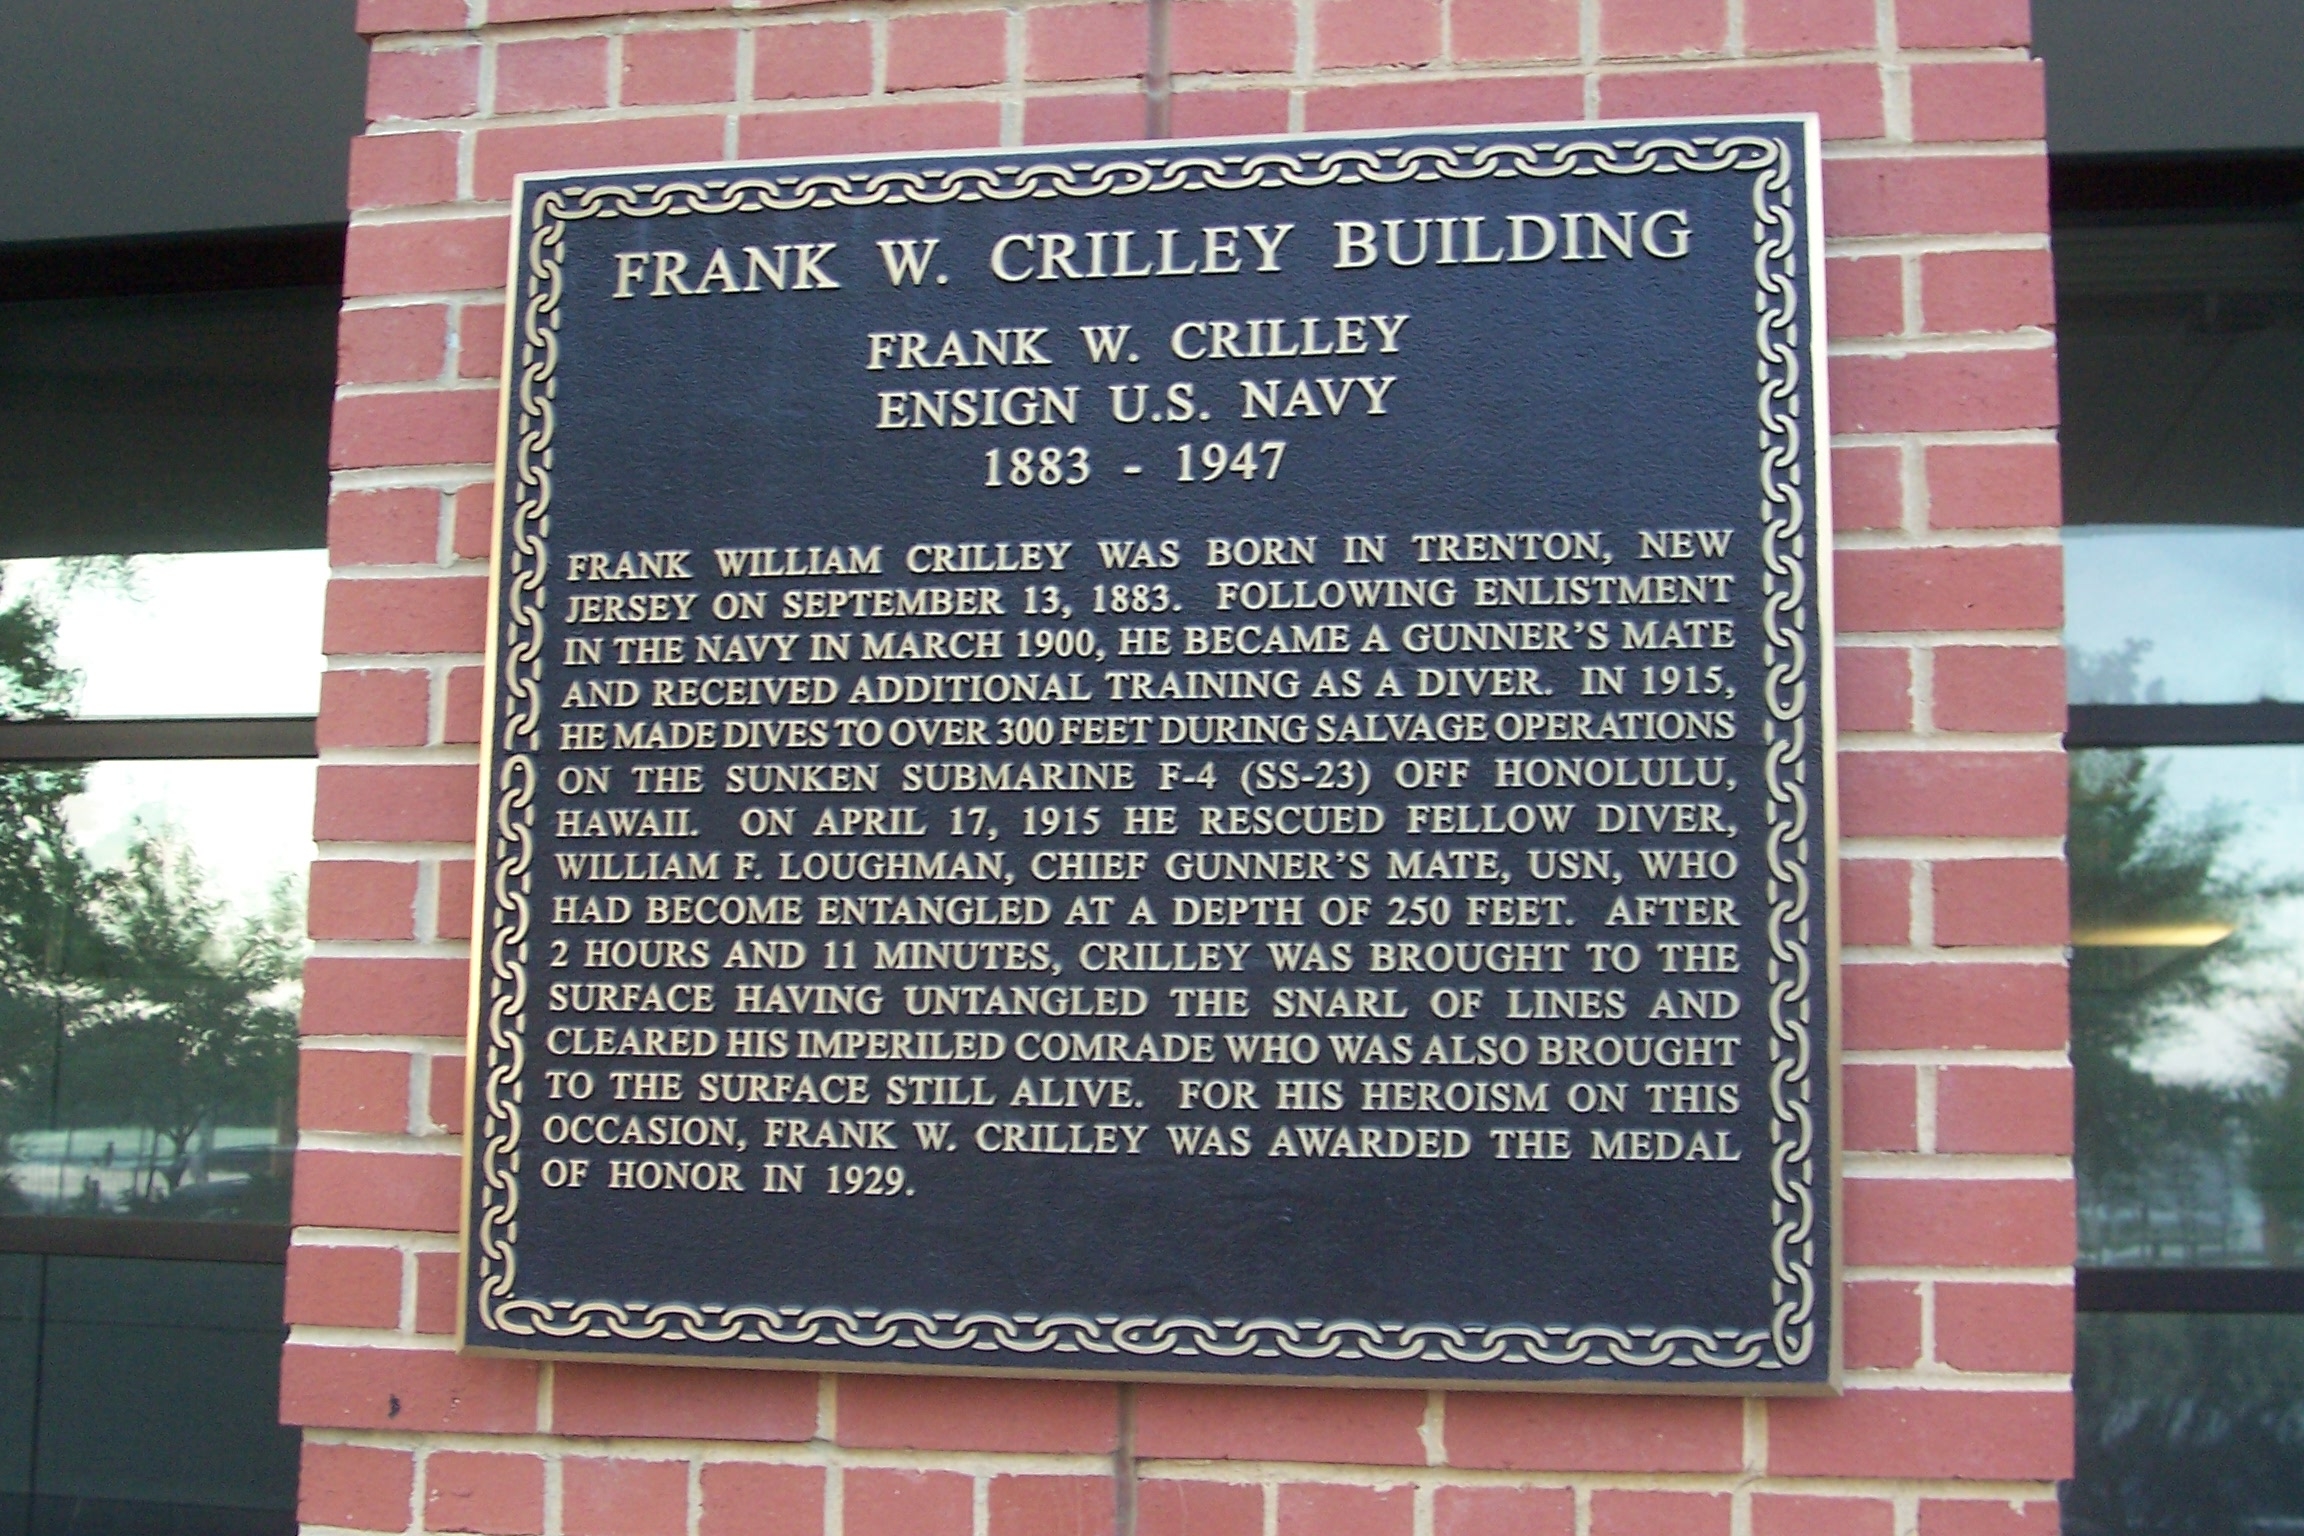 FRANK W. CRILLEY BUILDING
FRANK W. CRILLEY
ENSIGN U.S. NAVY
1883 - 1947
FRANK WILLIAM CRILLEY WAS BORN IN TRENTON, NEW
JERSEY ON SEPTEMBER 13, 1883. FOLLOWING ENLISTMENT
IN THE NAVY IN MARCH 1900, HE BECAME A GUNNER'S MATE
AND RECEIVED ADDITIONAL TRAINING AS A DIVER. IN 1915,
HE MADE DIVES TO OVER 300 FEET DURING SALVAGE OPERATIONS
ON THE SUNKEN SUBMARINE F-4 (SS-23) OFF HONOLULU,
HAWAII. ON APRIL 17, 1915 HE RESCUED FELLOW DIVER,
WILLIAM F. LOUGHMAN, CHIEF GUNNER'S MATE, USN, WHO
HAD BECOME ENTANGLED AT A DEPTH OF 250 FEET. AFTER
2 HOURS AND 11 MINUTES, CRILLEY WAS BROUGHT TO THE
SURFACE HAVING UNTANGLED THE SNARL OF LINES AND
CLEARED HIS IMPERILED COMRADE WHO WAS ALSO BROUGHT
TO THE SURFACE STILL ALIVE. FOR HIS HEROISM ON THIS
OCCASION, FRANK W. CRILLEY WAS AWARDED THE MEDAL
OF HONOR IN 1929.